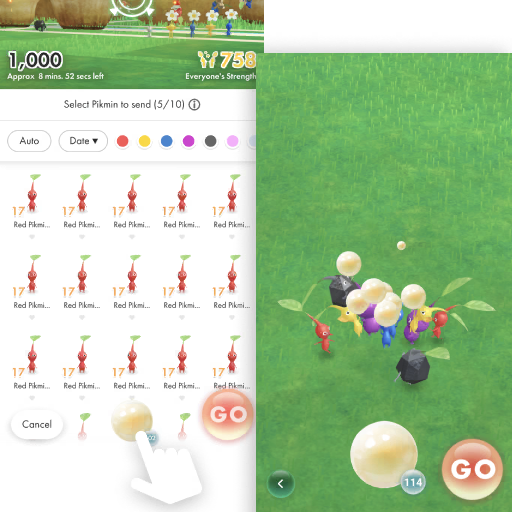 1,000
758
Approx 8 mins. 52 secs left
Everyone's Strength
Select Pikmin to send (5/10)
Auto
Date ▼
17 17 17 17 17
Red Pikmi... Red Pikmi... Red Pikmi... Red Pikmi... Red Pikmi...
17 17 17 17 17
Red Pikmi... Red Pikmi... Red Pikmi... Red Pikmi... Red Pikmi...
17 17 17 17 17
Red Pikmi... Red Pikmi... Red Pikmi... Red Pikmi... Red Pikmi...
Cancel
GO
114
GO